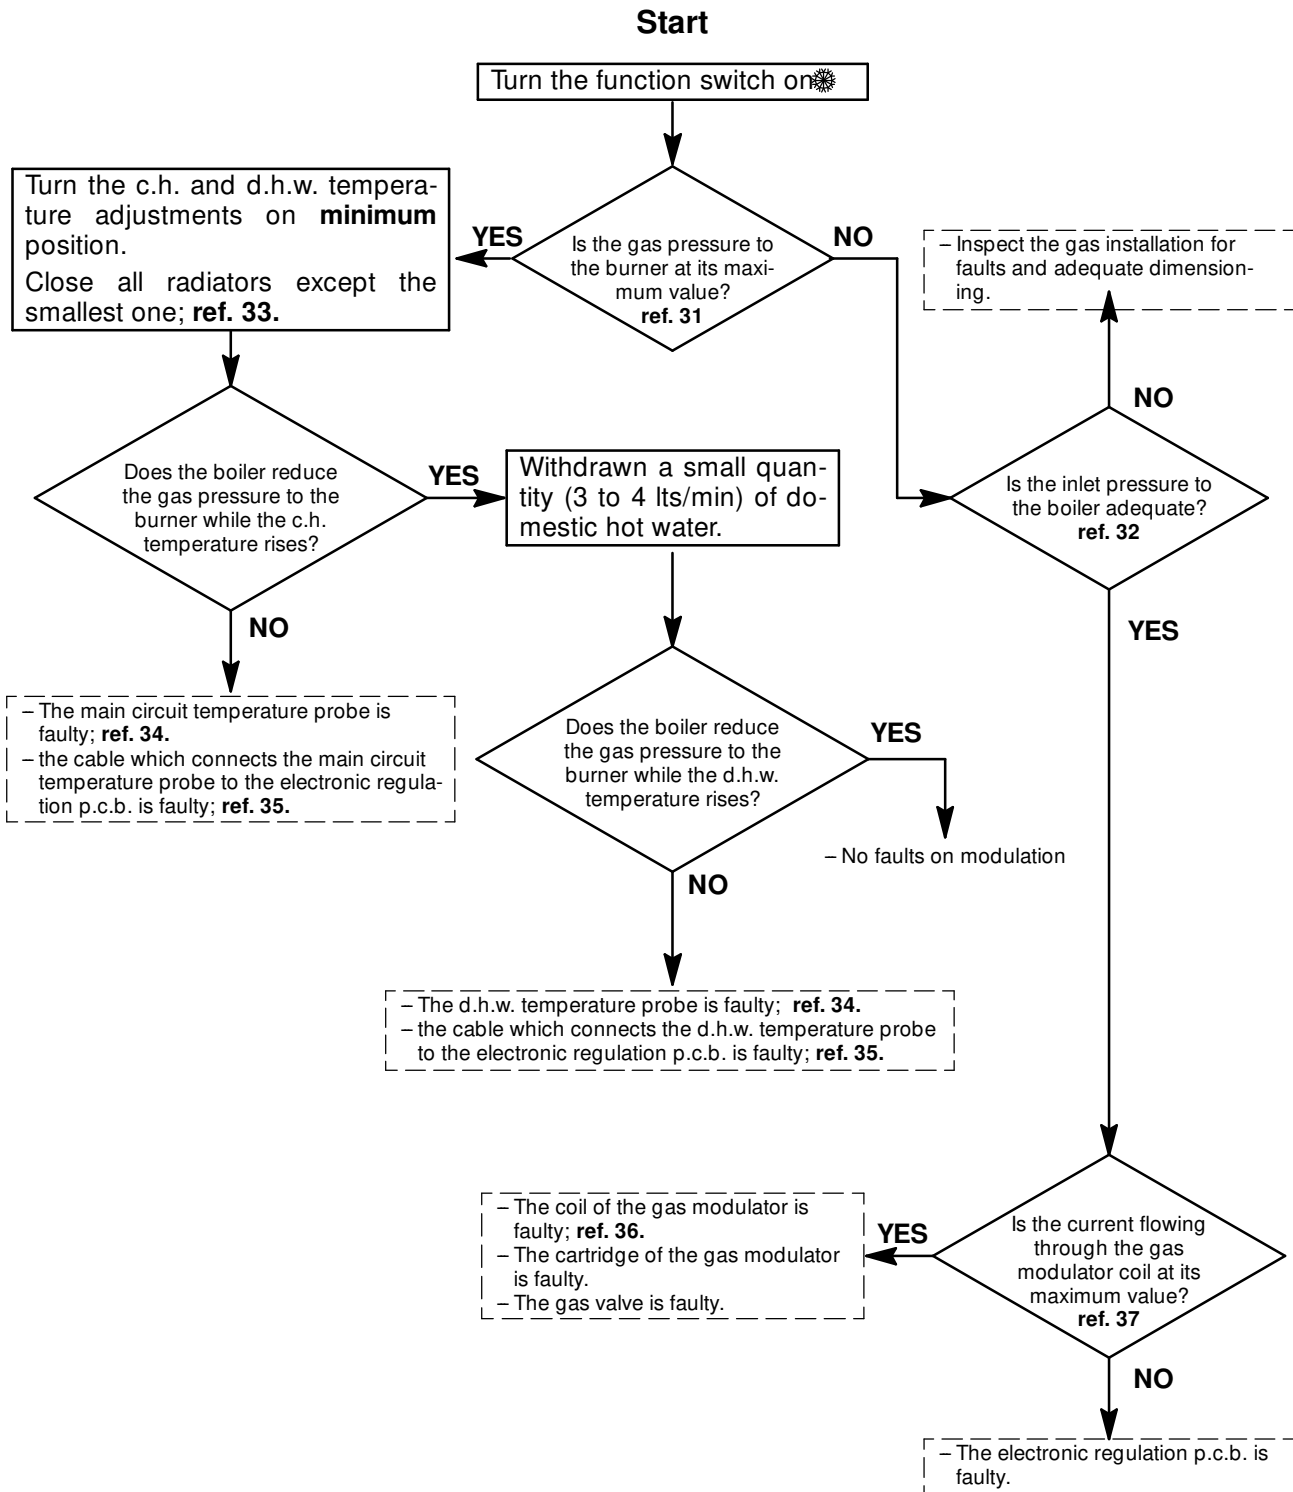 Start
Turn the function switch on
Turn the c.h. and d.h.w. tempera-
ture adjustments on minimum
position.
Close all radiators except the
smallest one; ref. 33.
YES
Is the gas pressure to
the burner at its maxi-
mum value?
ref. 31
NO
– Inspect the gas installation for
faults and adequate dimension-
ing.
NO
Does the boiler reduce
the gas pressure to the
burner while the c.h.
temperature rises?
YES
Withdrawn a small quan-
tity (3 to 4 lts/min) of do-
mestic hot water.
Is the inlet pressure to
the boiler adequate?
ref. 32
NO
YES
– The main circuit temperature probe is
faulty; ref. 34.
– the cable which connects the main circuit
temperature probe to the electronic regula-
tion p.c.b. is faulty; ref. 35.
Does the boiler reduce
the gas pressure to the
burner while the d.h.w.
temperature rises?
YES
– No faults on modulation
NO
– The d.h.w. temperature probe is faulty; ref. 34.
– the cable which connects the d.h.w. temperature probe
to the electronic regulation p.c.b. is faulty; ref. 35.
– The coil of the gas modulator is
faulty; ref. 36.
– The cartridge of the gas modulator
is faulty.
– The gas valve is faulty.
YES
Is the current flowing
through the gas
modulator coil at its
maximum value?
ref. 37
NO
– The electronic regulation p.c.b. is
faulty.